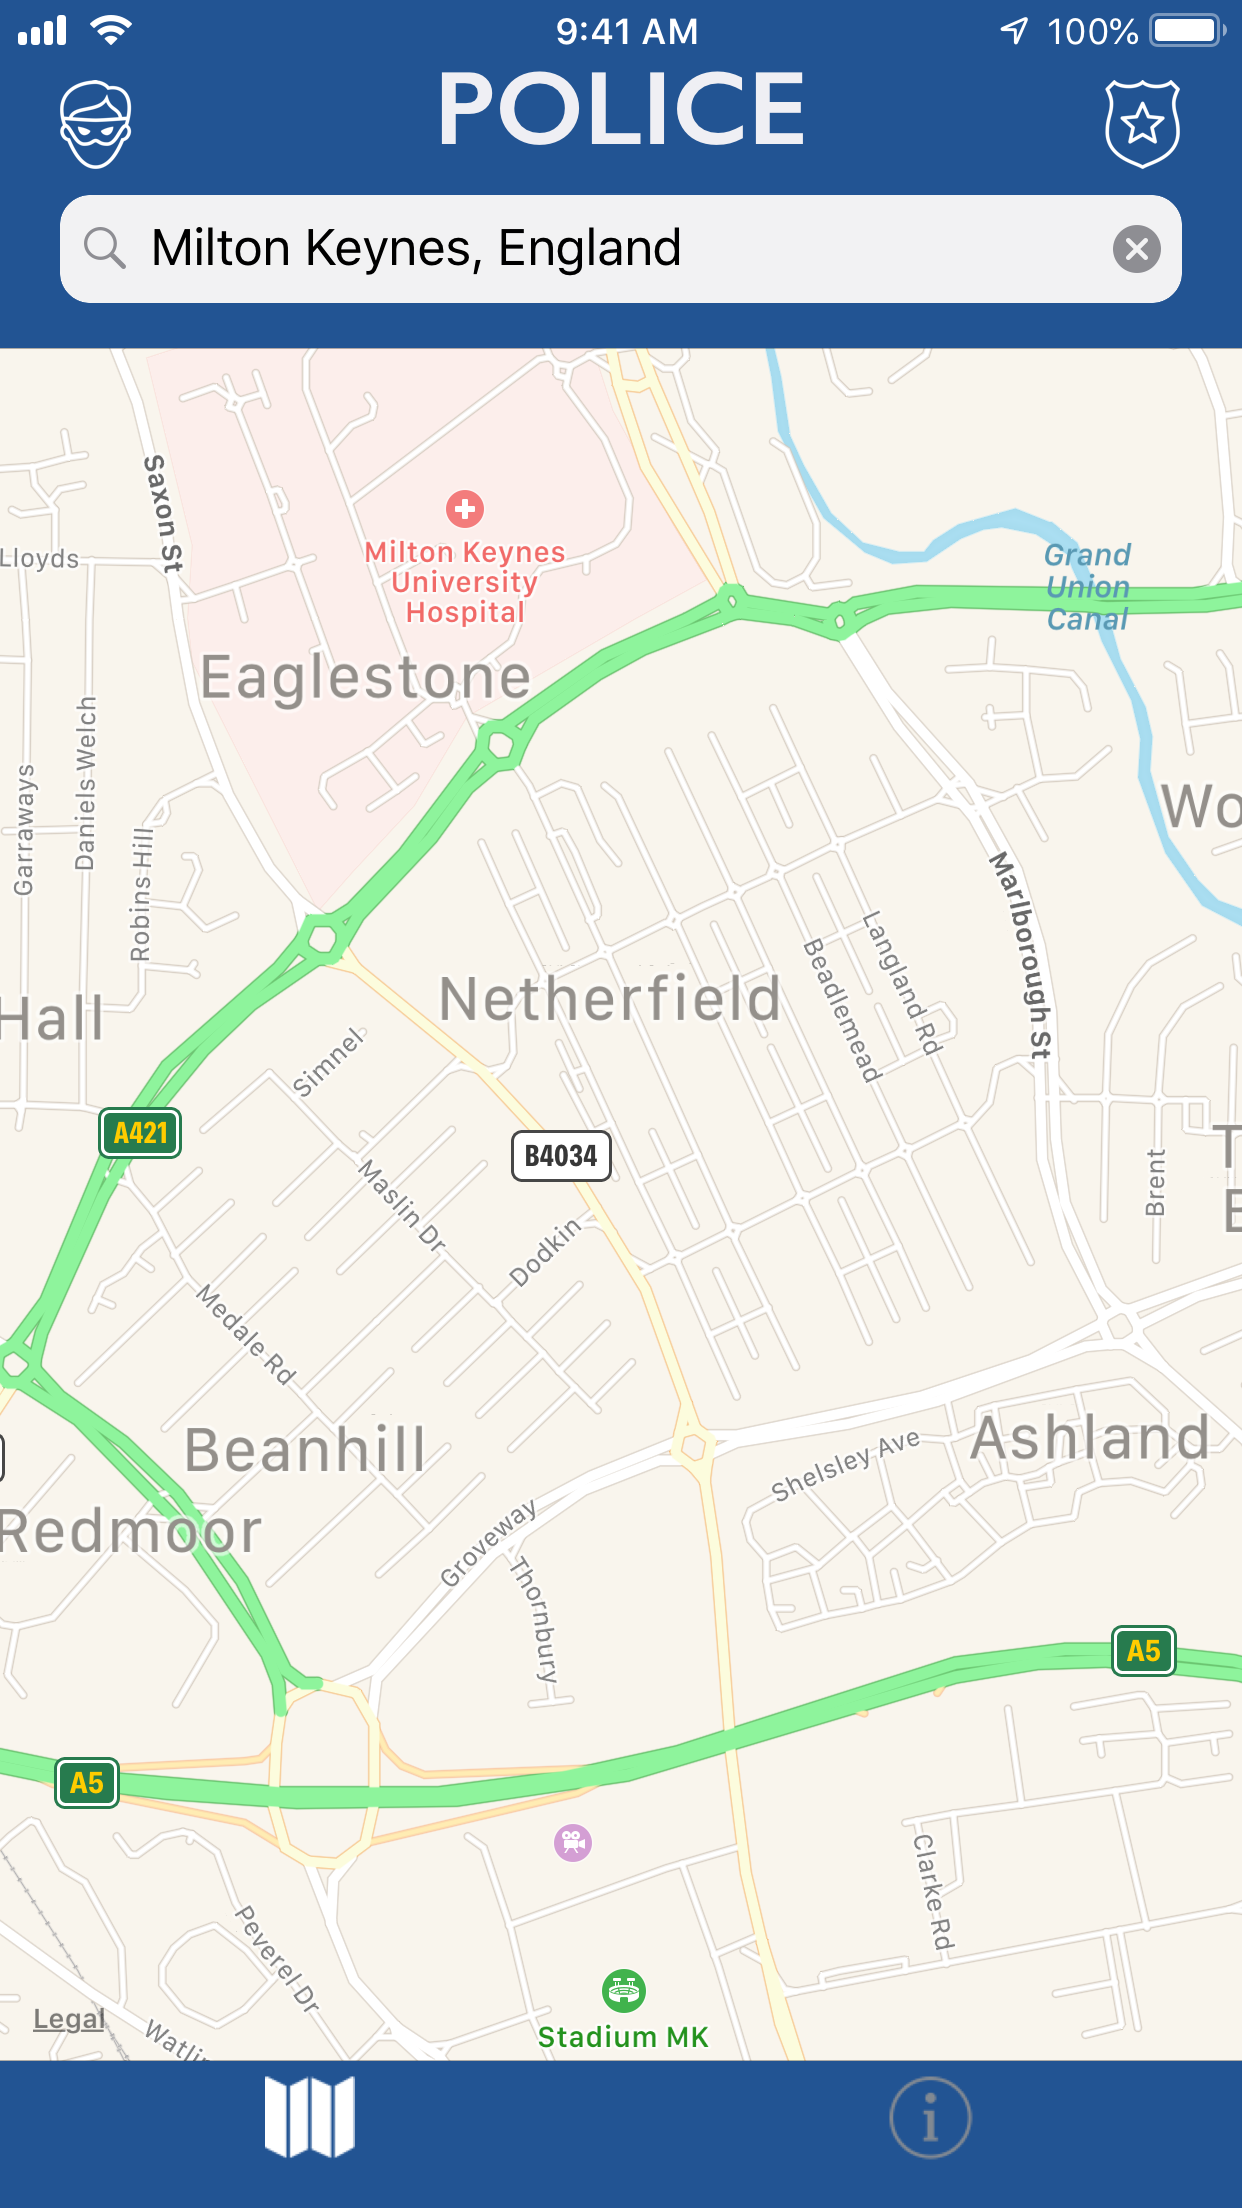 9:41 AM
100%
POLICE
Milton Keynes, England
Saxon St
Lloyds
Milton Keynes
University
Hospital
Grand
Union
Canal
Eaglestone
Garraways
Daniels Welch
Robins Hill
Wo
Marlborough St
Langland Rd
Beadlemead
Netherfield
Hall
Simnel
A421
B4034
Maslin Dr
Dodkin
Brent
T
E
Medale Rd
Beanhill
Ashland
Shelsley Ave
Redmoor
Groveway
Thornbury
A5
A5
Clarke Rd
Peverel Dr
Legal
Watlin
Stadium MK
i